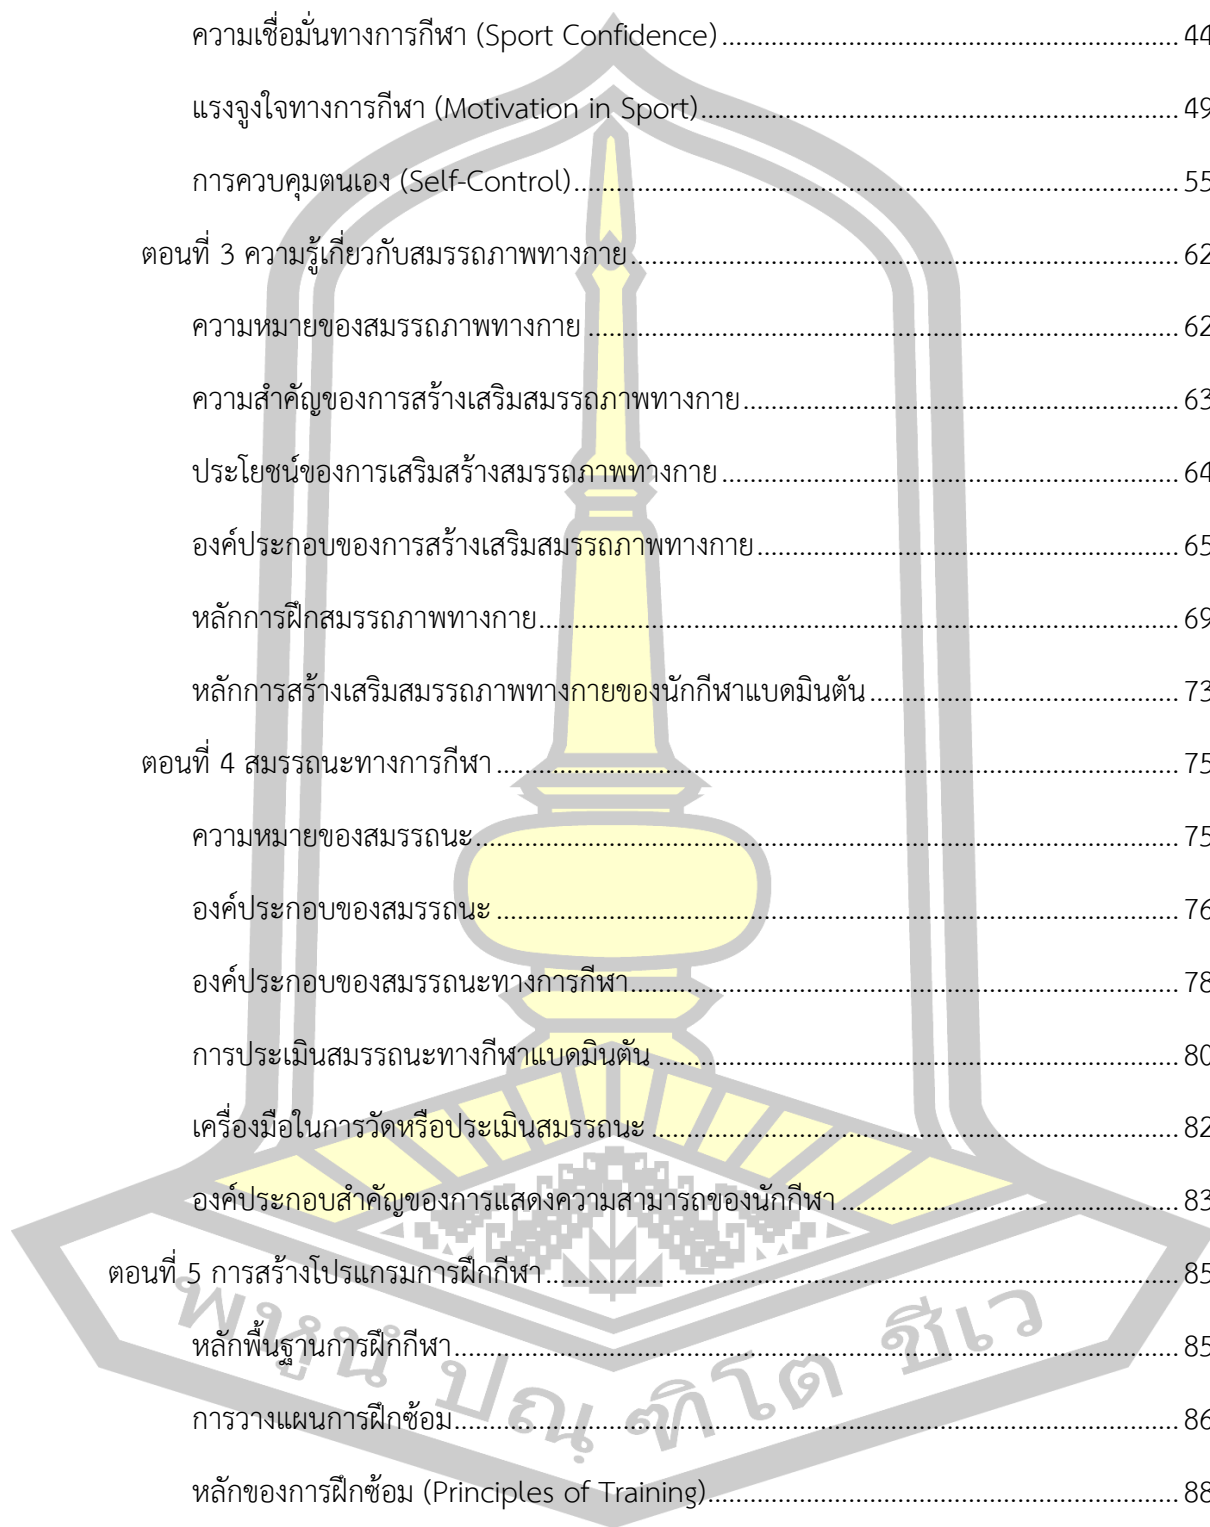 ความเชื่อมั่นทางการกีฬา (Sport Confidence) ........ 44
แรงจูงใจทางการกีฬา (Motivation in Sport) ........ 49
การควบคุมตนเอง (Self-Control) ........ 55
ตอนที่ 3 ความรู้เกี่ยวกับสมรรถภาพทางกาย ........ 62
ความหมายของสมรรถภาพทางกาย ........ 62
ความสำคัญของการสร้างเสริมสมรรถภาพทางกาย ........ 63
ประโยชน์ของการเสริมสร้างสมรรถภาพทางกาย ........ 64
องค์ประกอบของการสร้างเสริมสมรรถภาพทางกาย ........ 65
หลักการฝึกสมรรถภาพทางกาย ........ 69
หลักการสร้างเสริมสมรรถภาพทางกายของนักกีฬาแบดมินตัน ........ 73
ตอนที่ 4 สมรรถนะทางการกีฬา ........ 75
ความหมายของสมรรถนะ ........ 75
องค์ประกอบของสมรรถนะ ........ 76
องค์ประกอบของสมรรถนะทางการกีฬา ........ 78
การประเมินสมรรถนะทางกีฬาแบดมินตัน ........ 80
เครื่องมือในการวัดหรือประเมินสมรรถนะ ........ 82
องค์ประกอบสำคัญของการแสดงความสามารถของนักกีฬา ........ 83
ตอนที่ 5 การสร้างโปรแกรมการฝึกกีฬา ........ 85
หลักพื้นฐานการฝึกกีฬา ........ 85
การวางแผนการฝึกซ้อม ........ 86
หลักของการฝึกซ้อม (Principles of Training) ........ 88
พหูนํ ปณฺฑิโต ชีเว